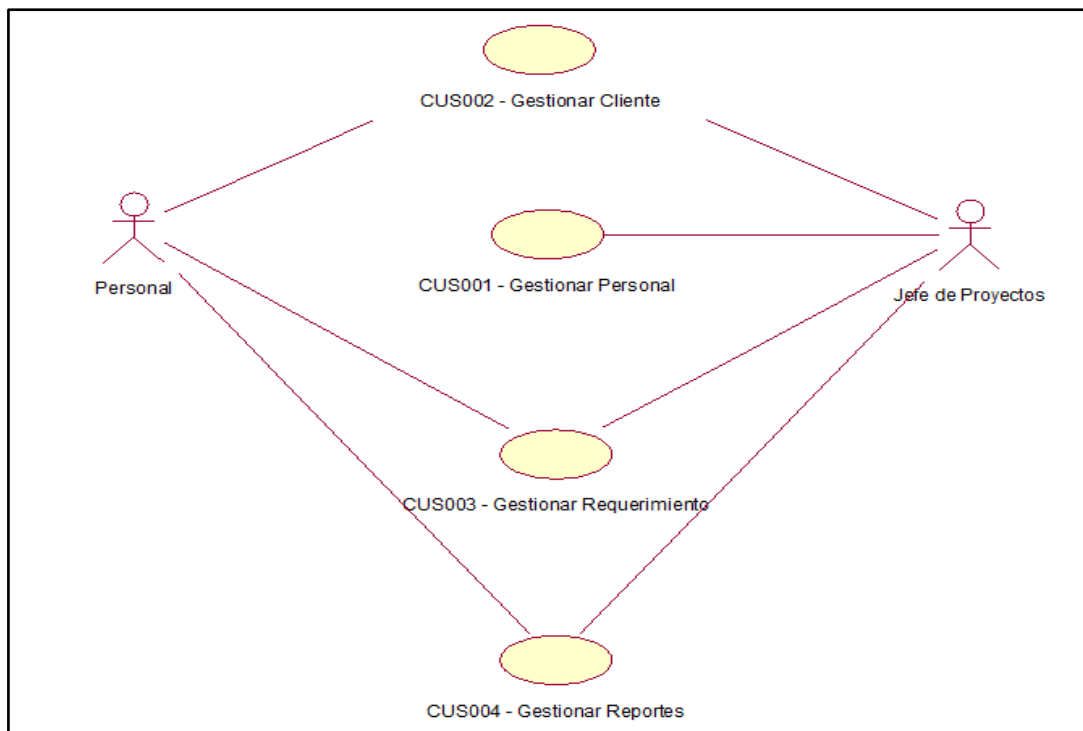 CUS002 - Gestionar Cliente
Personal
CUS001 - Gestionar Personal
Jefe de Proyectos
CUS003 - Gestionar Requerimiento
CUS004 - Gestionar Reportes